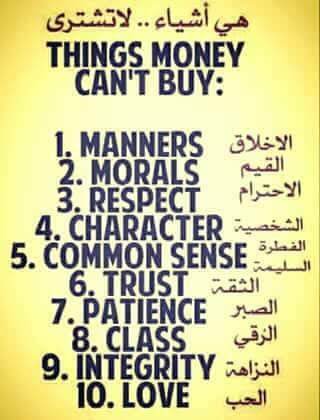 هي أشياء .. لاتشترى
THINGS MONEY
CAN'T BUY:
1. MANNERS الاخلاق
2. MORALS القيم
3. RESPECT الاحترام
4. CHARACTER الشخصية
5. COMMON SENSE الفطرة السليمة
6. TRUST الثقة
7. PATIENCE الصبر
8. CLASS الرقي
9. INTEGRITY النزاهة
10. LOVE الحب